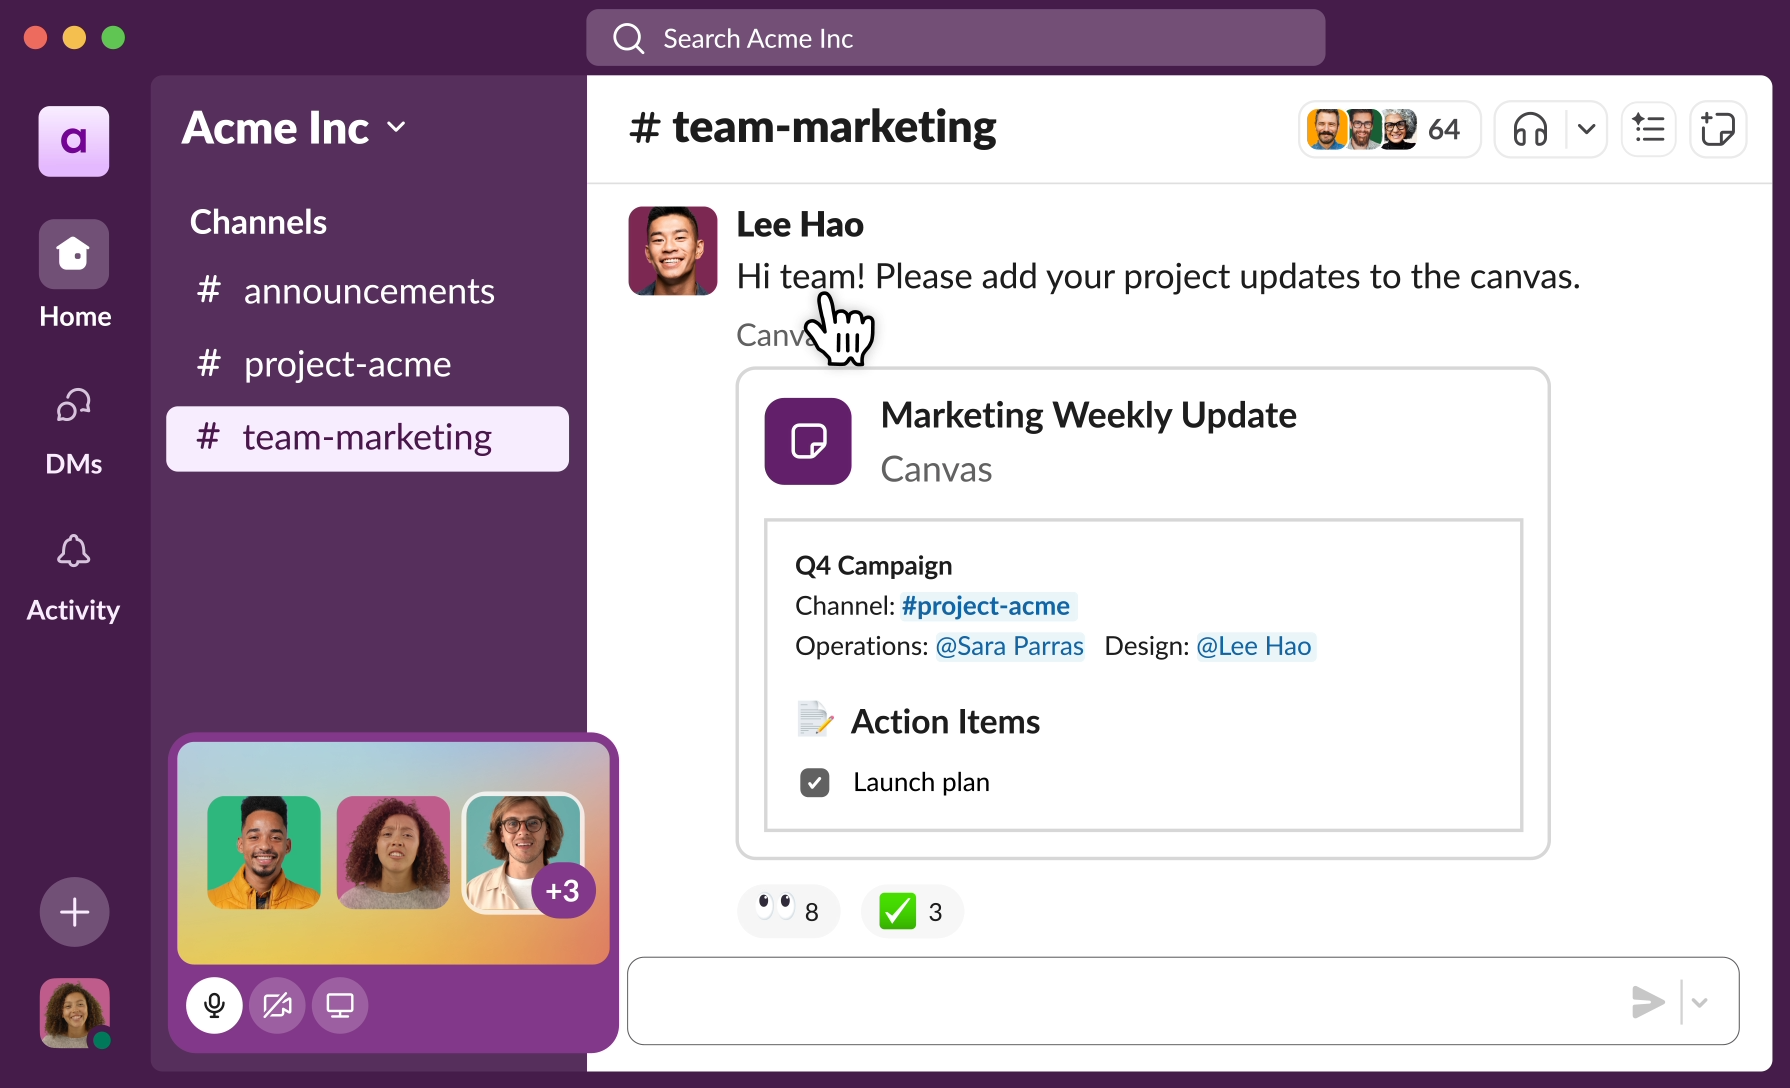 Search Acme Inc
a
Acme Inc
Channels
# announcements
# project-acme
# team-marketing
Home
DMs
Activity
+3
# team-marketing
64
Lee Hao
Hi team! Please add your project updates to the canvas.
Marketing Weekly Update
Canvas
Q4 Campaign
Channel: #project-acme
Operations: @Sara Parras Design: @Lee Hao
Action Items
Launch plan
8
3